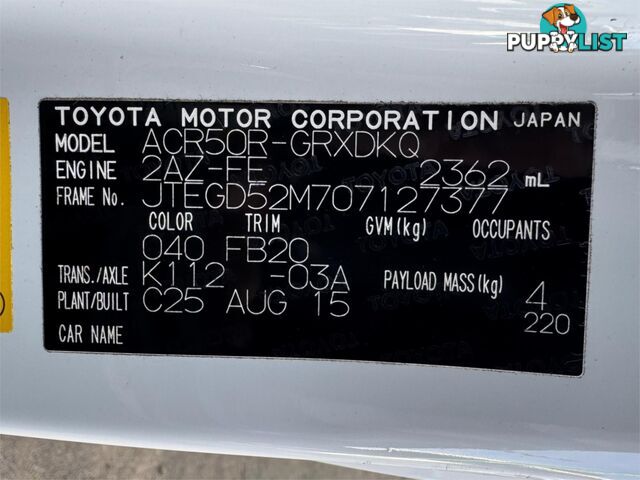 PUPPYLIST
TOYOTA MOTOR CORPORATION JAPAN
MODEL ACR50R-GRXDKQ
ENGINE 2AZ-FE 2362 mL
FRAME No. JTEGD52M707127377
COLOR TRIM GVM(kg) OCCUPANTS
040 FB20
TRANS./AXLE K112 -03A PAYLOAD MASS(kg) 4
PLANT/BUILT C25 AUG 15 220
CAR NAME